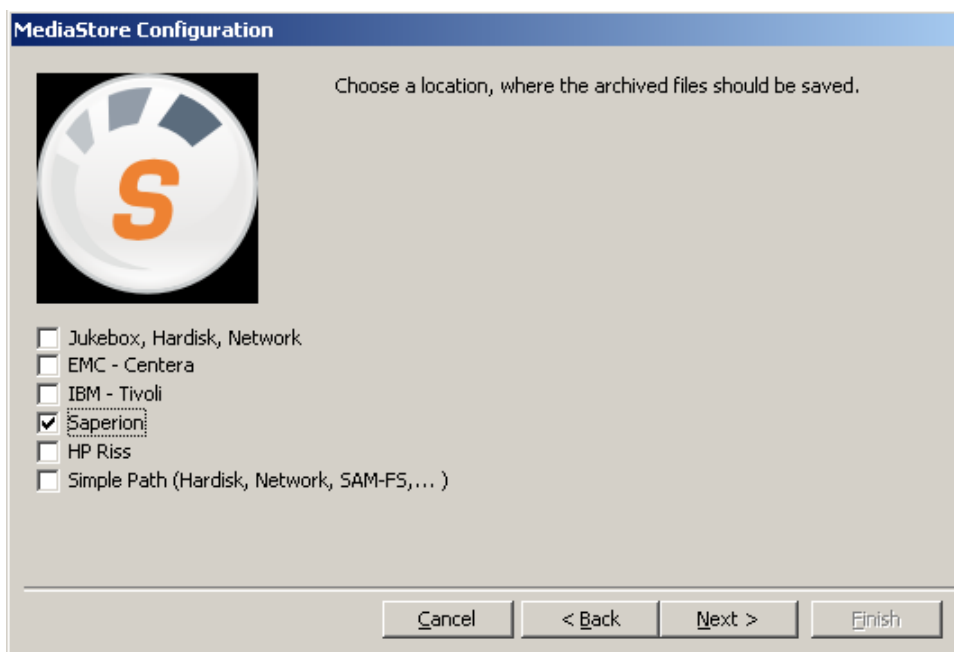 MediaStore Configuration
Choose a location, where the archived files should be saved.
S
Jukebox, Hardisk, Network
EMC - Centera
IBM - Tivoli
Saperion
HP Riss
Simple Path (Hardisk, Network, SAM-FS,... )
Cancel
< Back
Next >
Finish